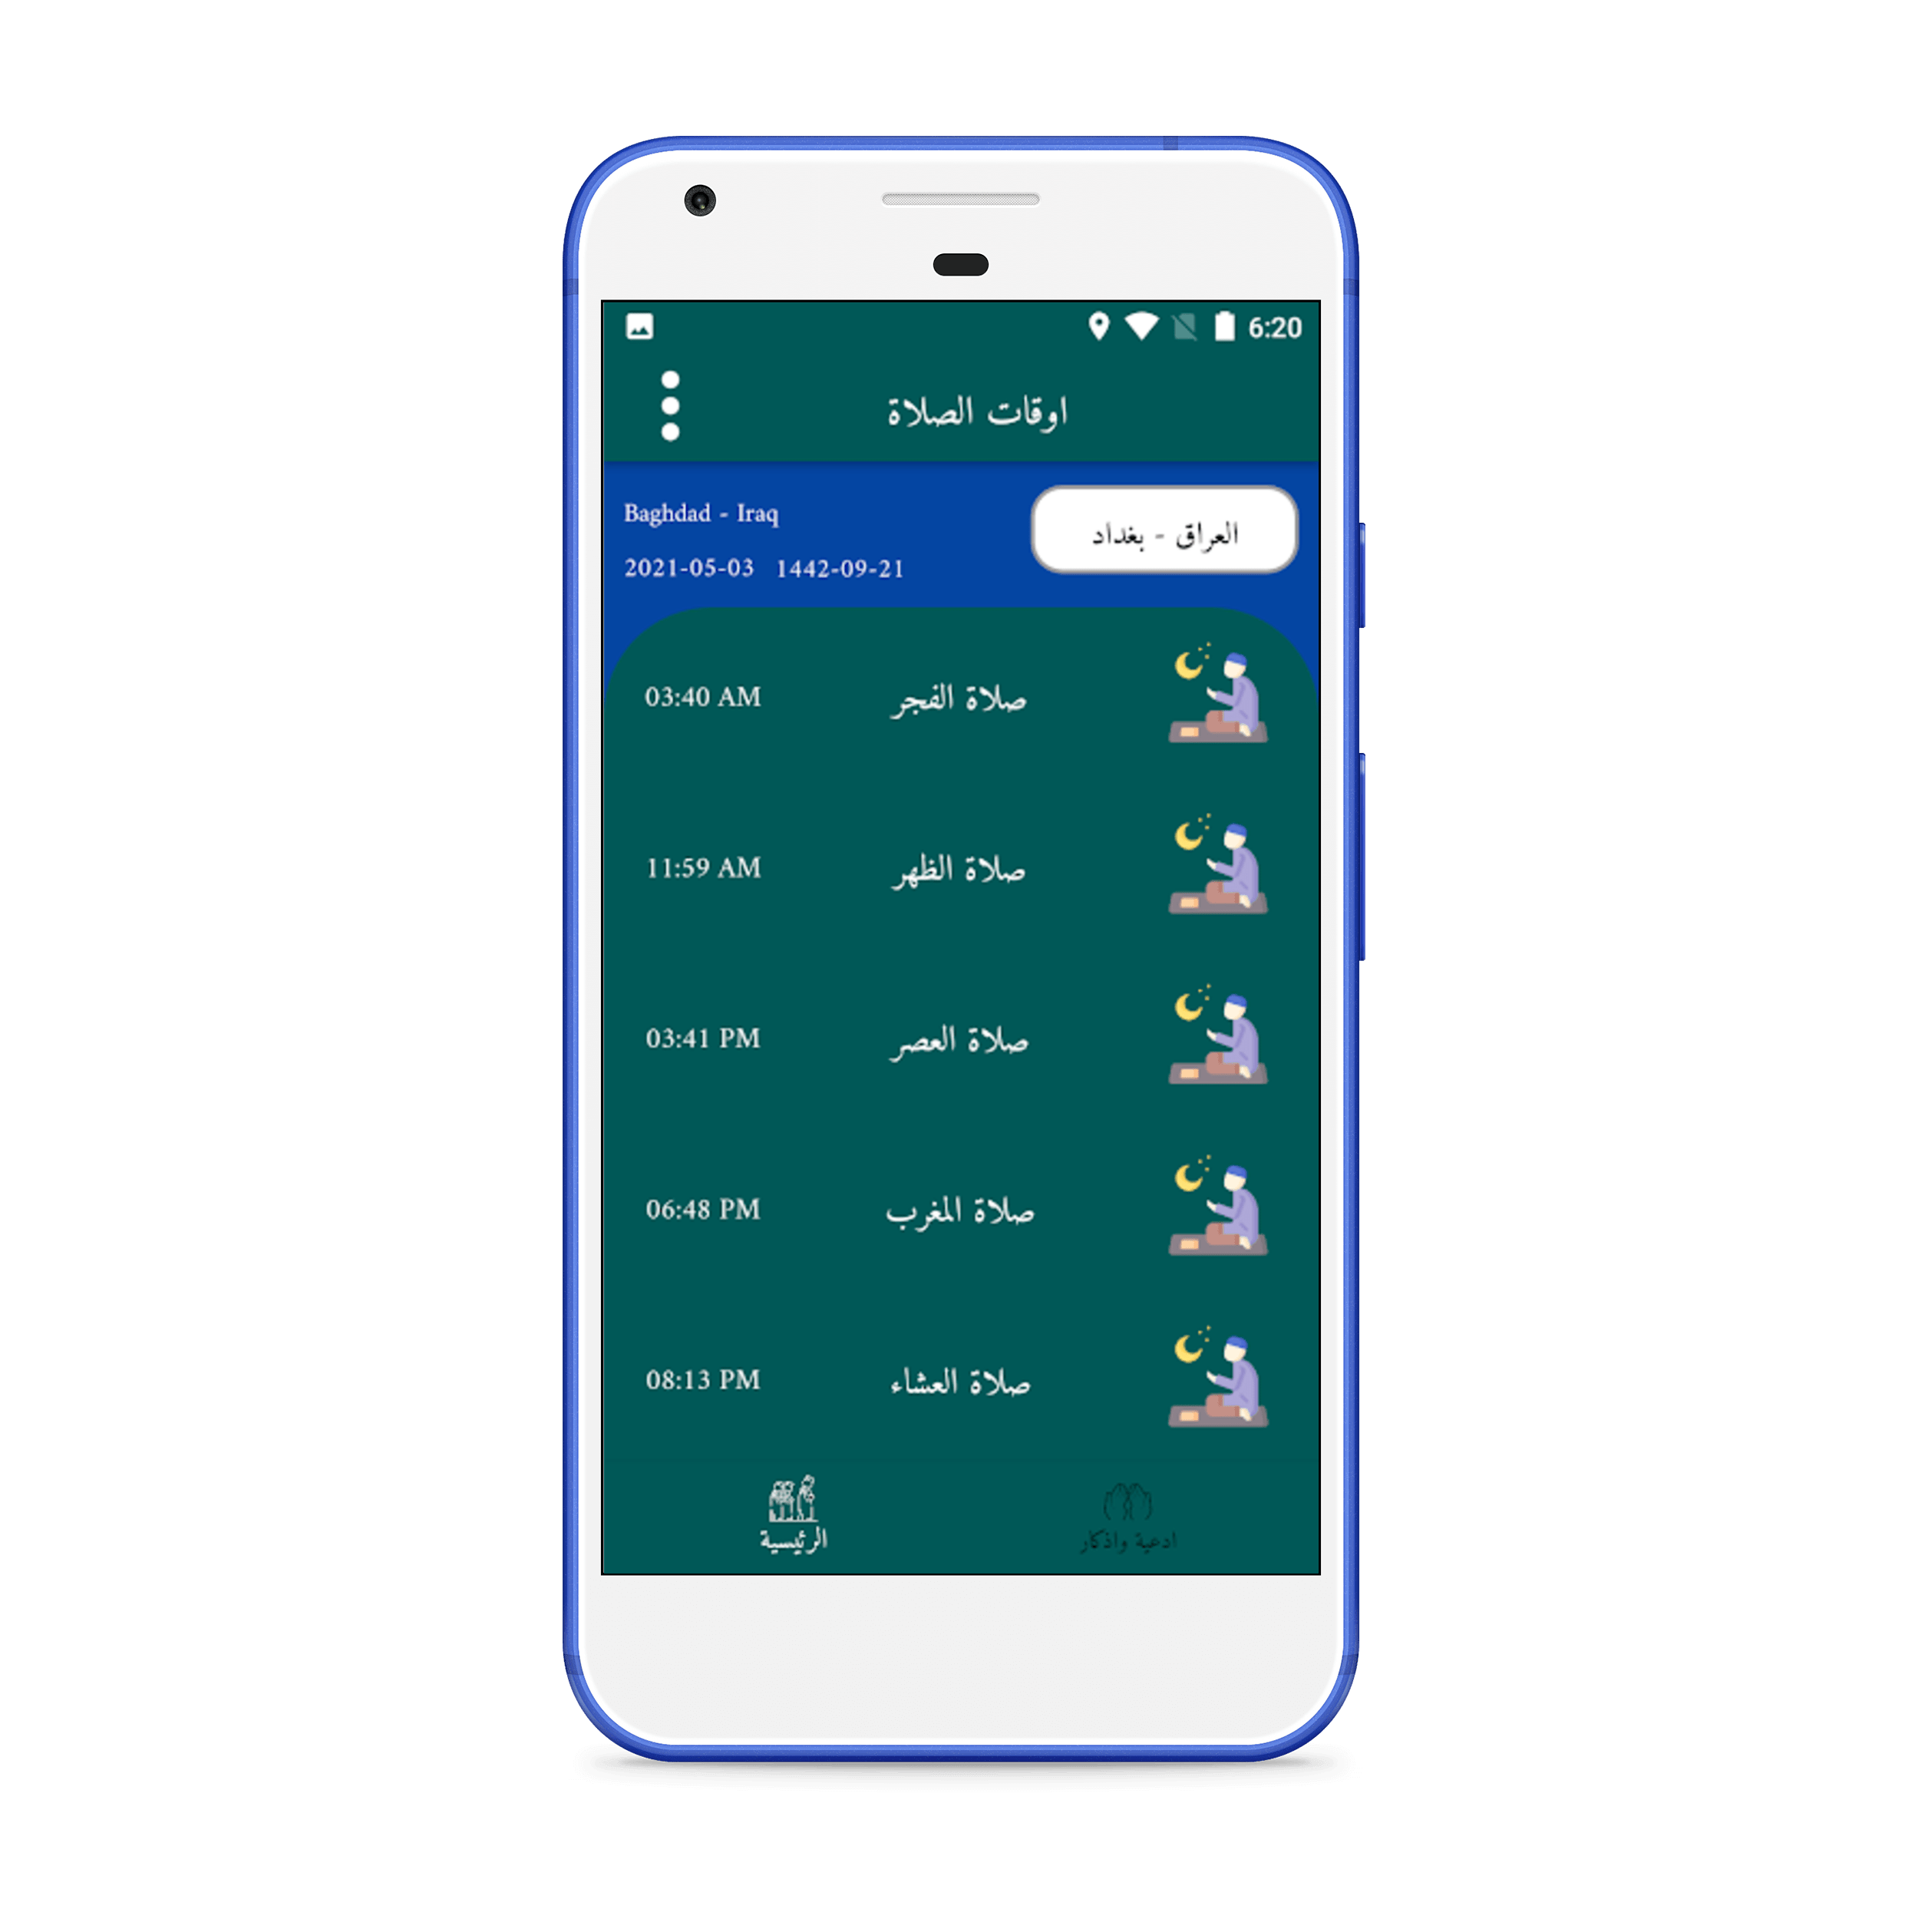 6:20
اوقات الصلاة
العراق - بغداد
Baghdad - Iraq
2021-05-03 1442-09-21
صلاة الفجر 03:40 AM
صلاة الظهر 11:59 AM
صلاة العصر 03:41 PM
صلاة المغرب 06:48 PM
صلاة العشاء 08:13 PM
ادعية واذكار
الرئيسية